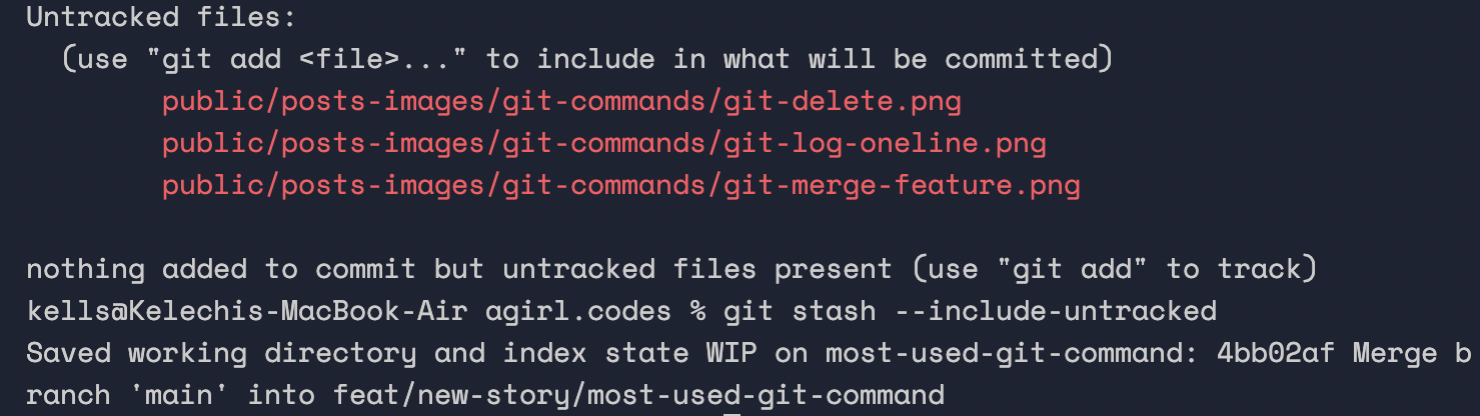 Untracked files:
  (use "git add <file>..." to include in what will be committed)
        public/posts-images/git-commands/git-delete.png
        public/posts-images/git-commands/git-log-oneline.png
        public/posts-images/git-commands/git-merge-feature.png

nothing added to commit but untracked files present (use "git add" to track)
kells@Kelechis-MacBook-Air agirl.codes % git stash --include-untracked
Saved working directory and index state WIP on most-used-git-command: 4bb02af Merge b
ranch 'main' into feat/new-story/most-used-git-command